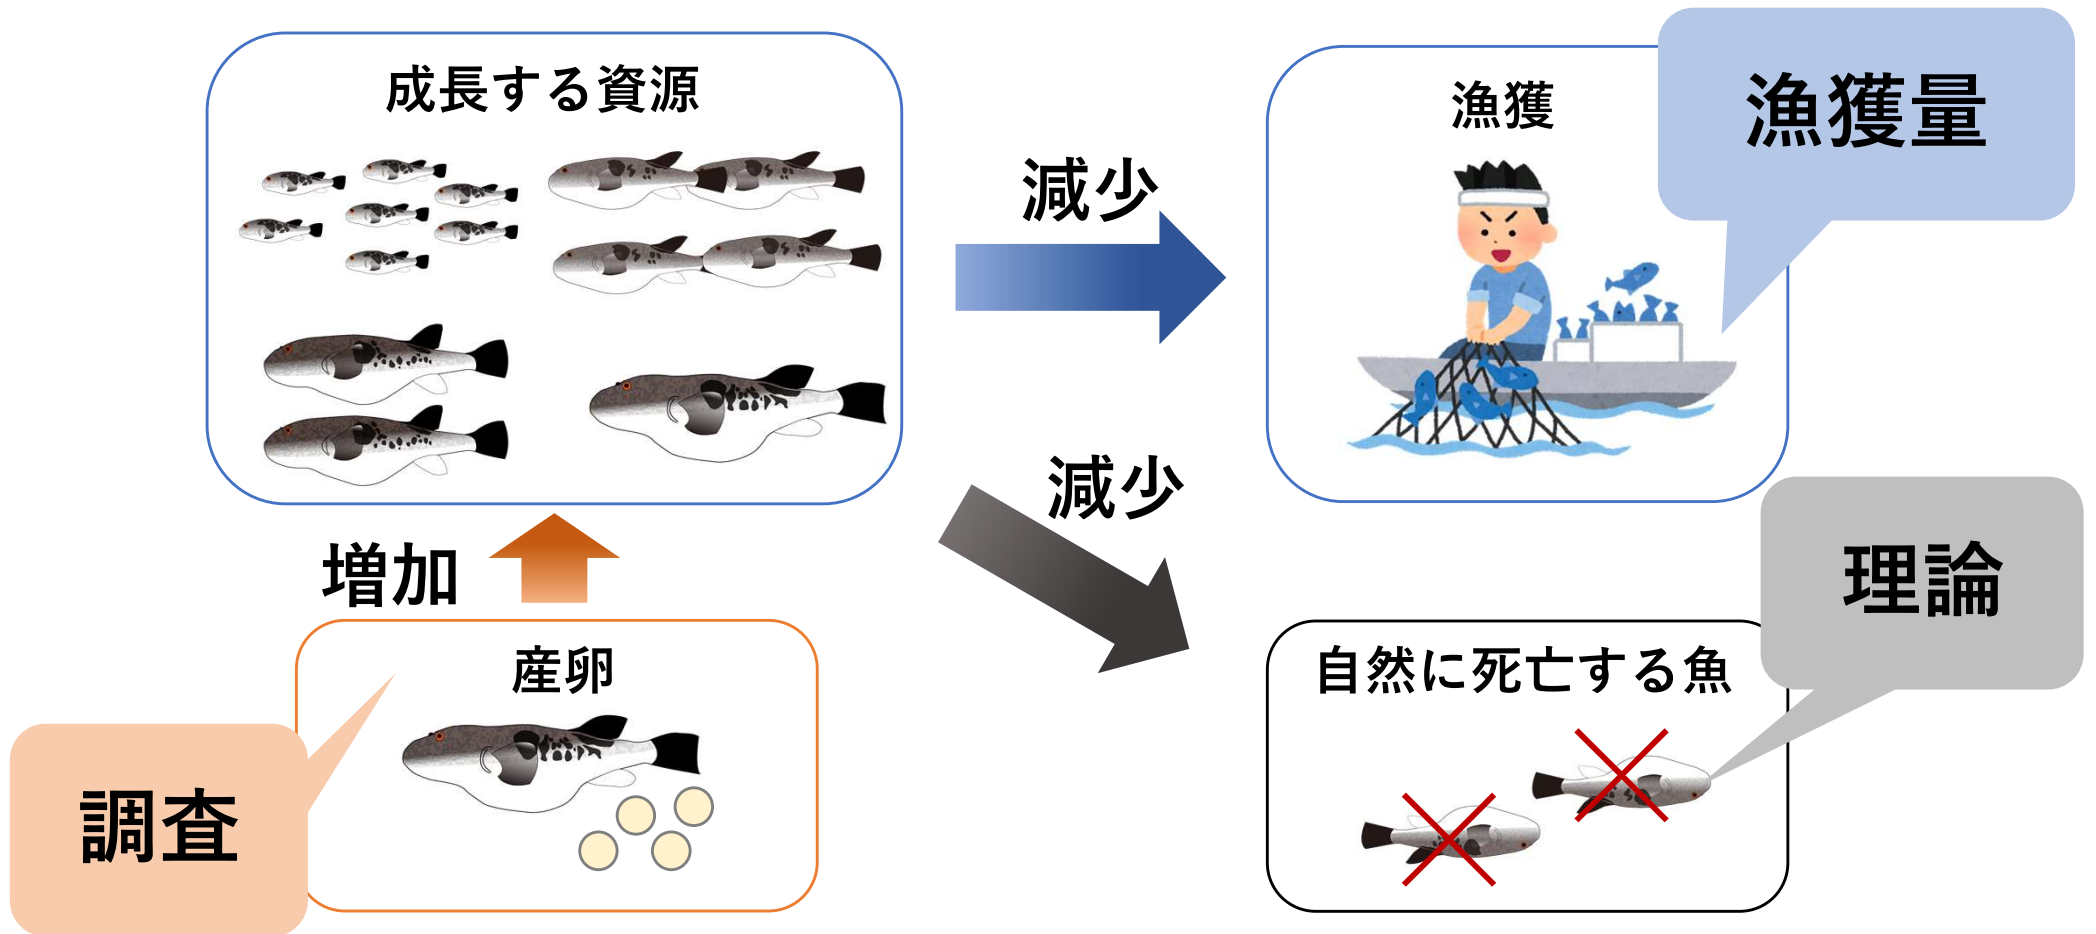 成長する資源
減少
漁獲
漁獲量
減少
増加
産卵
調査
自然に死亡する魚
理論